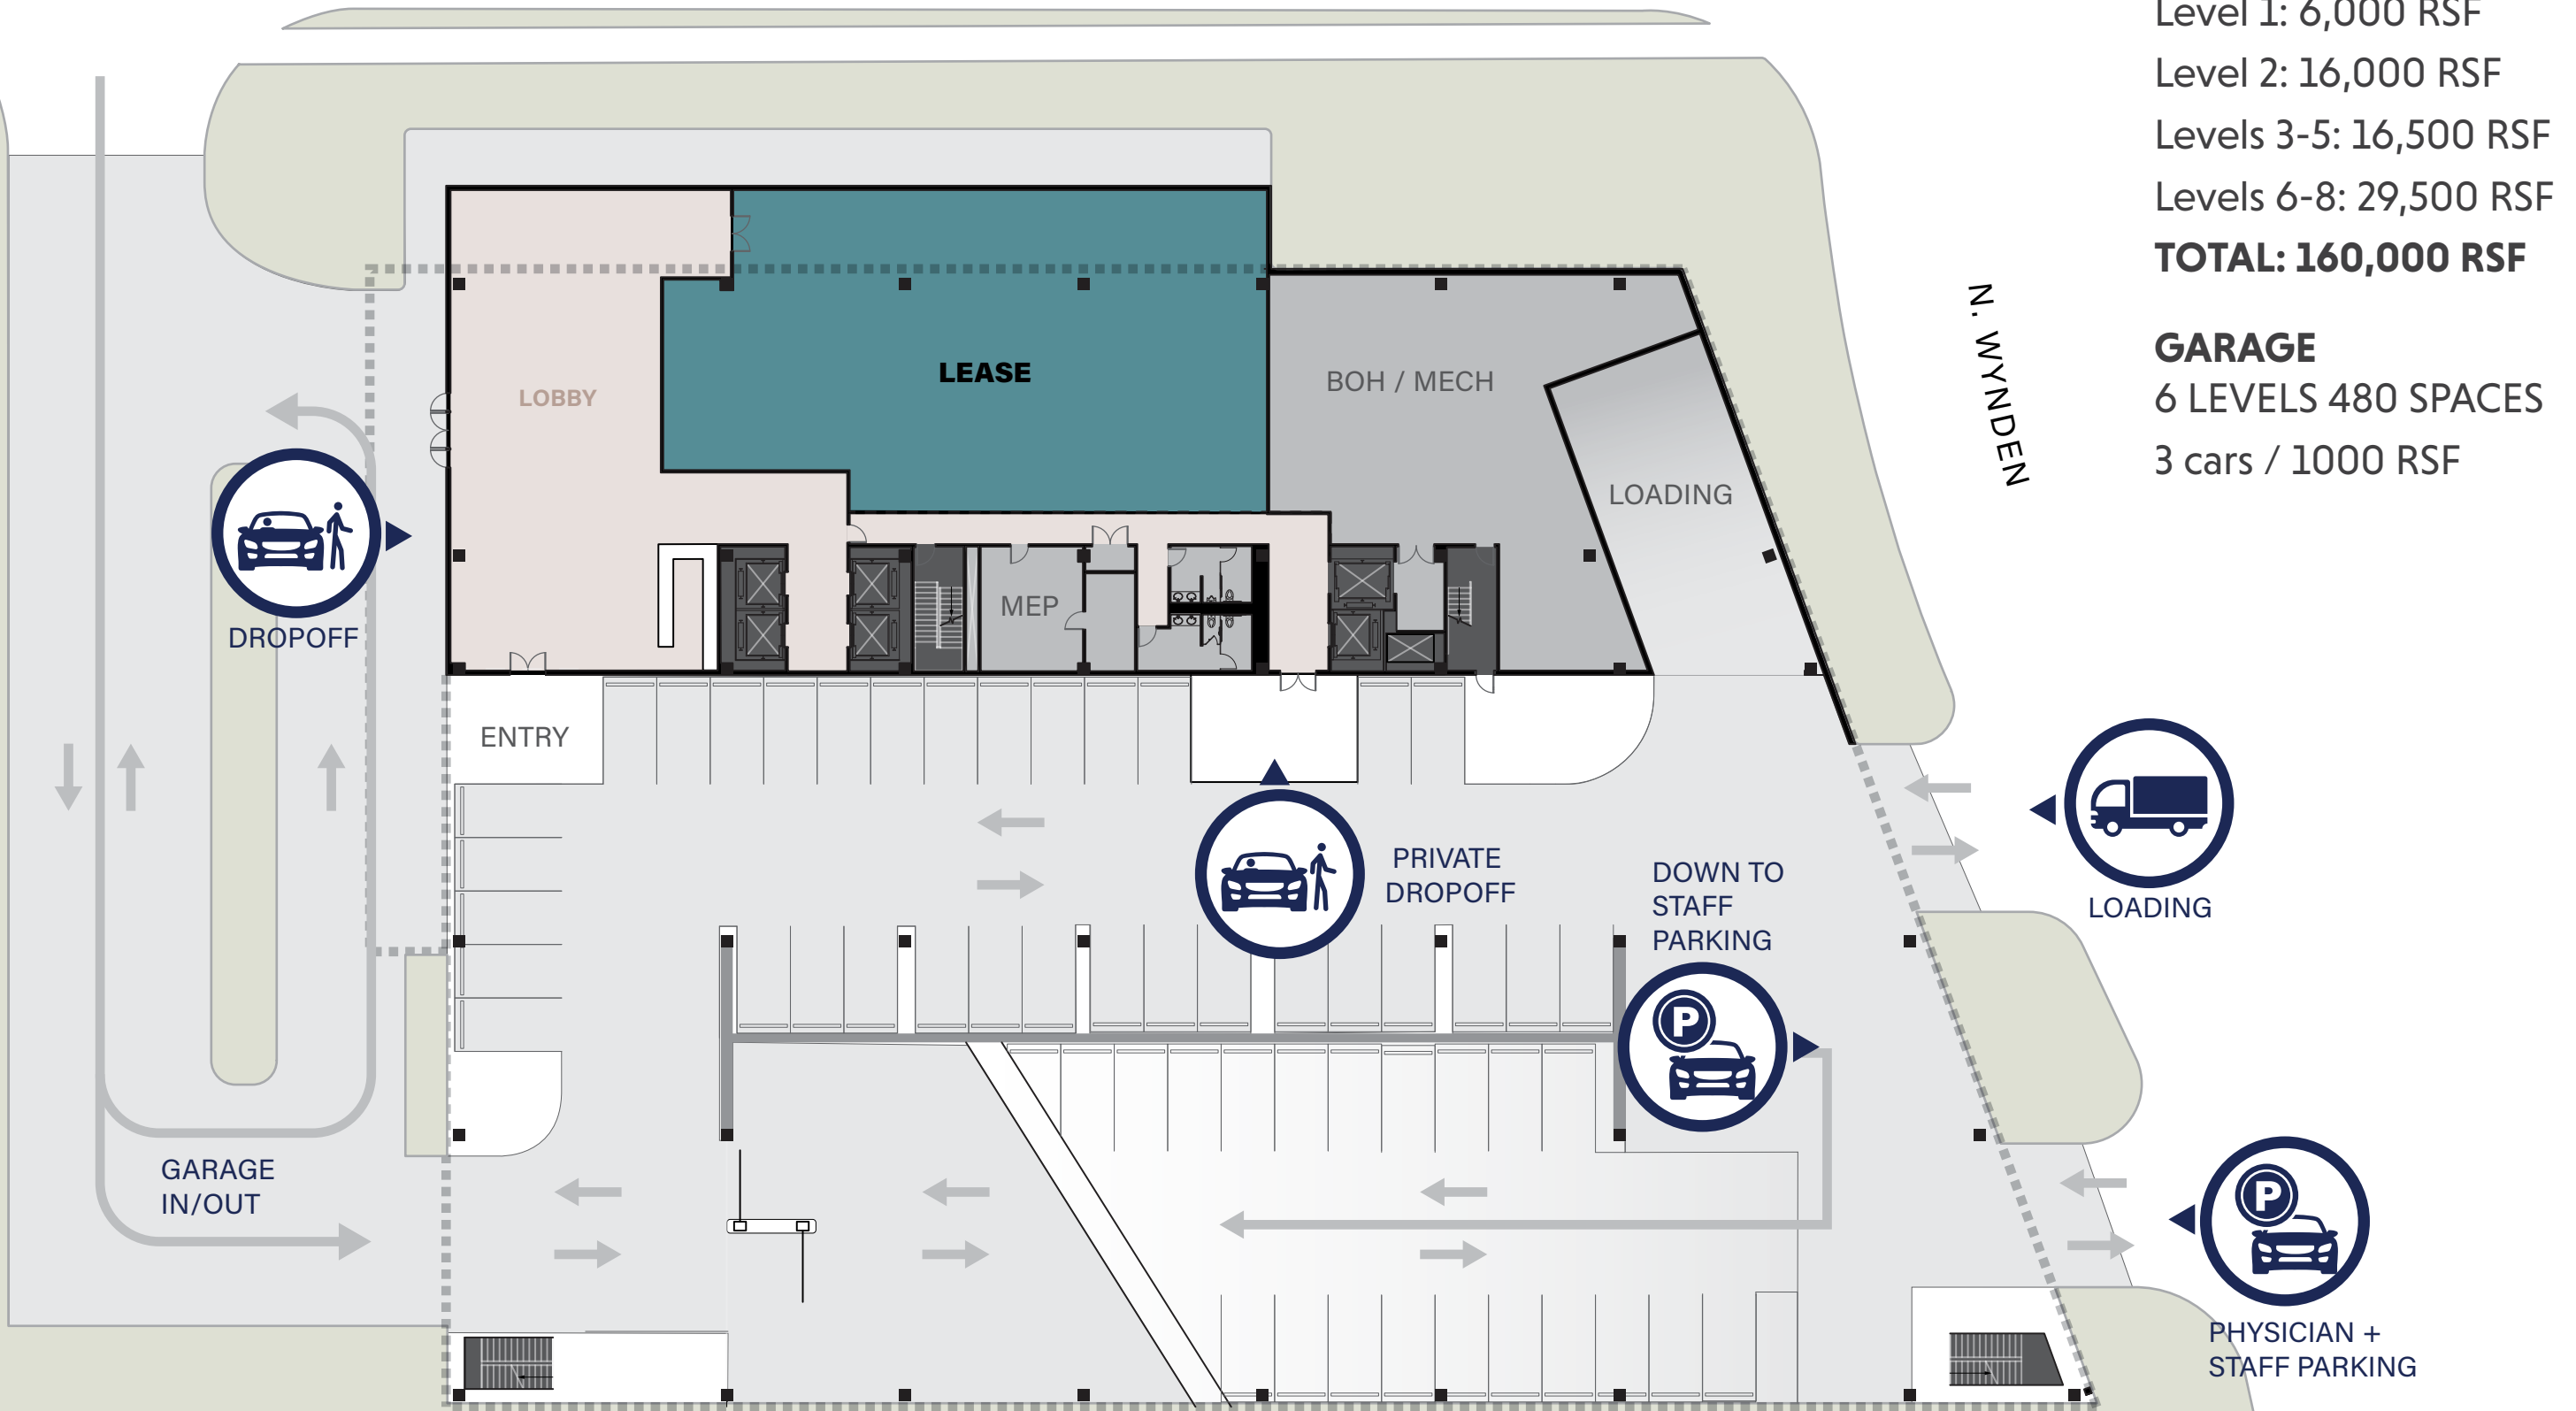 Level 1: 6,000 RSF
Level 2: 16,000 RSF
Levels 3-5: 16,500 RSF
Levels 6-8: 29,500 RSF
TOTAL: 160,000 RSF
GARAGE
6 LEVELS 480 SPACES
3 cars / 1000 RSF
N. WYNDEN
LEASE
LOBBY
BOH / MECH
LOADING
MEP
DROPOFF
ENTRY
PRIVATE
DROPOFF
DOWN TO
STAFF
PARKING
LOADING
P
GARAGE
IN/OUT
P
PHYSICIAN +
STAFF PARKING